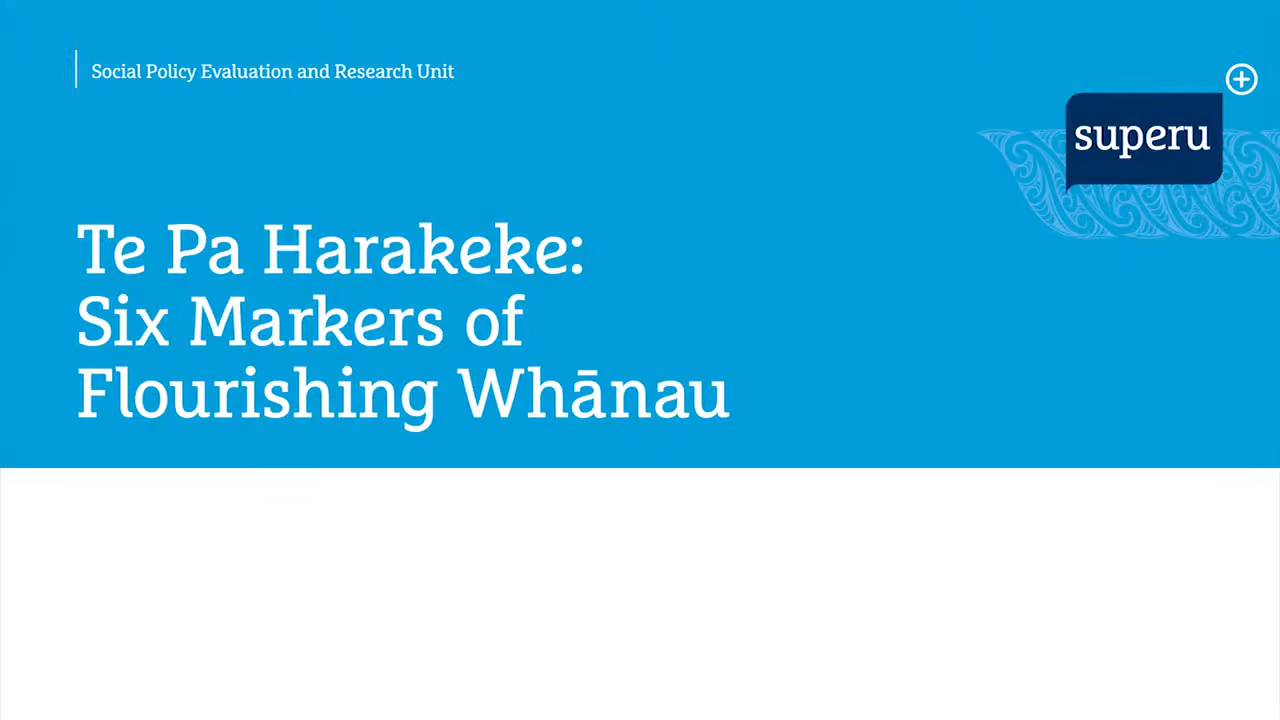 Social Policy Evaluation and Research Unit
superu
Te Pa Harakeke:
Six Markers of
Flourishing Whānau